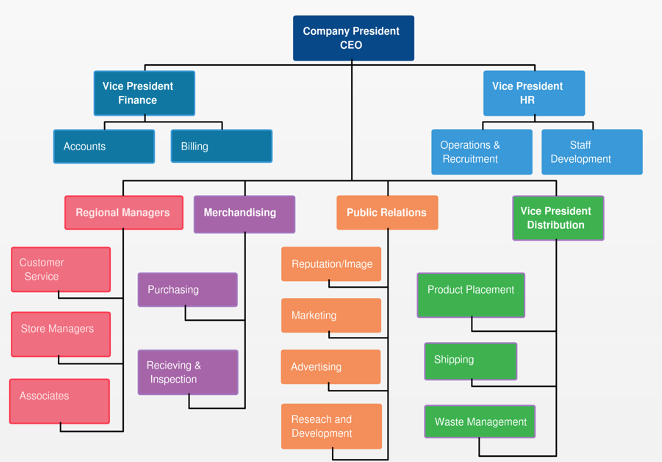 Company President
CEO
Vice President
Finance
Vice President
HR
Accounts
Billing
Operations &
Recruitment
Staff
Development
Regional Managers
Merchandising
Public Relations
Vice President
Distribution
Customer
Service
Store Managers
Associates
Purchasing
Recieving &
Inspection
Reputation/Image
Marketing
Advertising
Reseach and
Development
Product Placement
Shipping
Waste Management